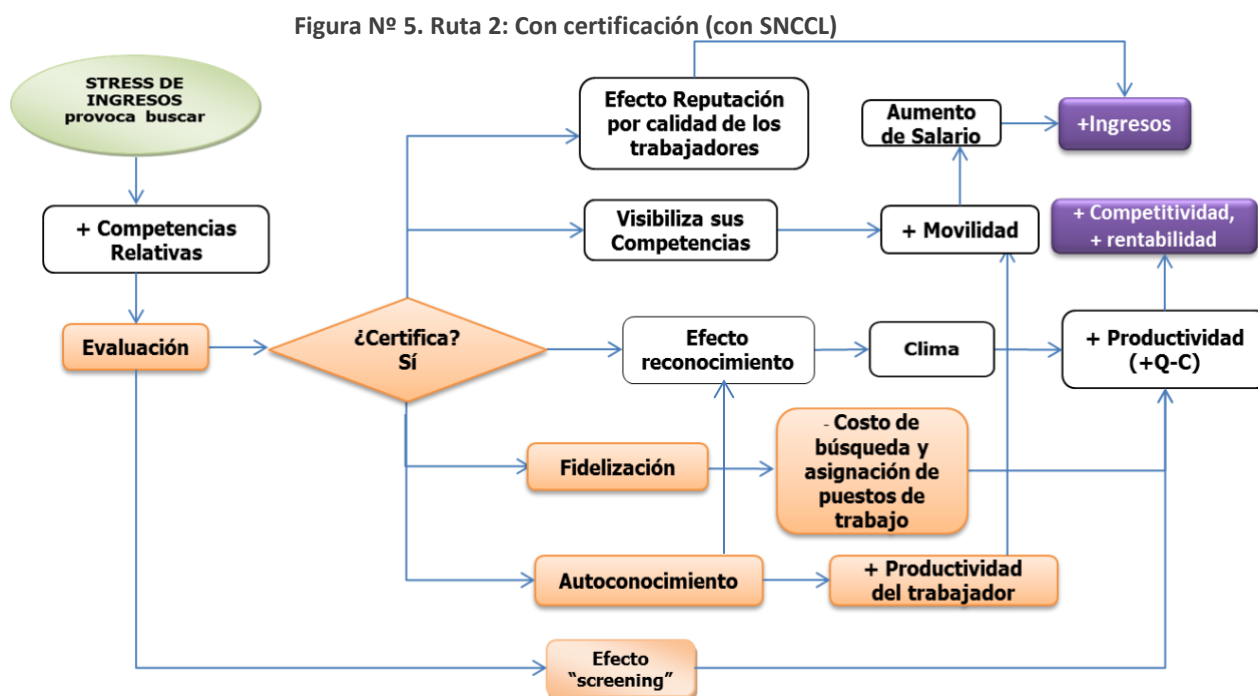 Figura Nº 5. Ruta 2: Con certificación (con SNCCL)
STRESS DE
INGRESOS
provoca buscar
Efecto Reputación
por calidad de los
trabajadores
Aumento
de Salario
+Ingresos
+ Competencias
Relativas
Visibiliza sus
Competencias
+ Movilidad
+ Competitividad,
+ rentabilidad
Evaluación
¿Certifica?
Sí
Efecto
reconocimiento
Clima
+ Productividad
(+Q-C)
Fidelización
- Costo de
búsqueda y
asignación de
puestos de
trabajo
Autoconocimiento
+ Productividad
del trabajador
Efecto
"screening"